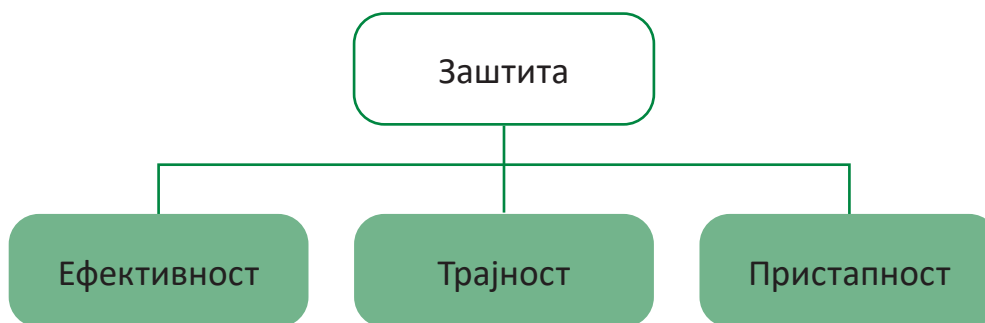 Заштита
Ефективност
Трајност
Пристапност